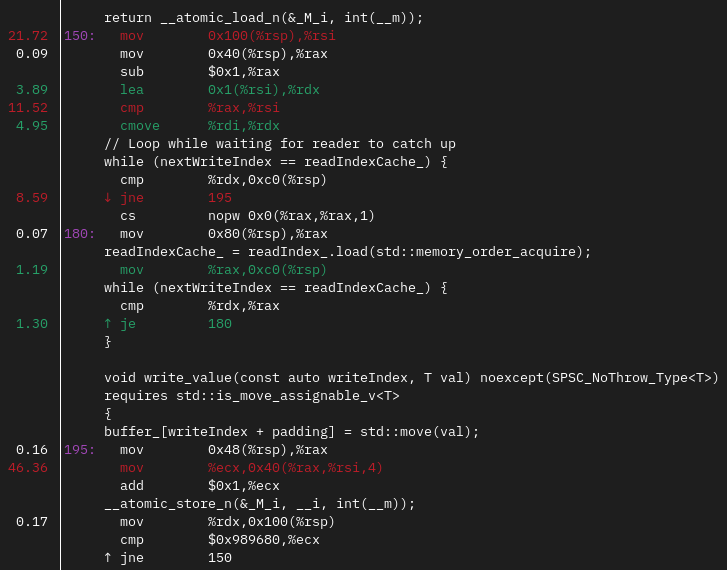 return __atomic_load_n(&_M_i, int(__m));
21.72 150: mov 0x100(%rsp),%rsi
0.09 mov 0x40(%rsp),%rax
sub $0x1,%rax
3.89 lea 0x1(%rsi),%rdx
11.52 cmp %rax,%rsi
4.95 cmove %rdi,%rdx
// Loop while waiting for reader to catch up
while (nextWriteIndex == readIndexCache_) {
cmp %rdx,0xc0(%rsp)
8.59 ↓ jne 195
cs nopw 0x0(%rax,%rax,1)
0.07 180: mov 0x80(%rsp),%rax
readIndexCache_ = readIndex_.load(std::memory_order_acquire);
1.19 mov %rax,0xc0(%rsp)
while (nextWriteIndex == readIndexCache_) {
cmp %rdx,%rax
1.30 ↑ je 180
}
void write_value(const auto writeIndex, T val) noexcept(SPSC_NoThrow_Type<T>)
requires std::is_move_assignable_v<T>
{
buffer_[writeIndex + padding] = std::move(val);
0.16 195: mov 0x48(%rsp),%rax
46.36 mov %ecx,0x40(%rax,%rsi,4)
add $0x1,%ecx
__atomic_store_n(&_M_i, __i, int(__m));
0.17 mov %rdx,0x100(%rsp)
cmp $0x989680,%ecx
↑ jne 150